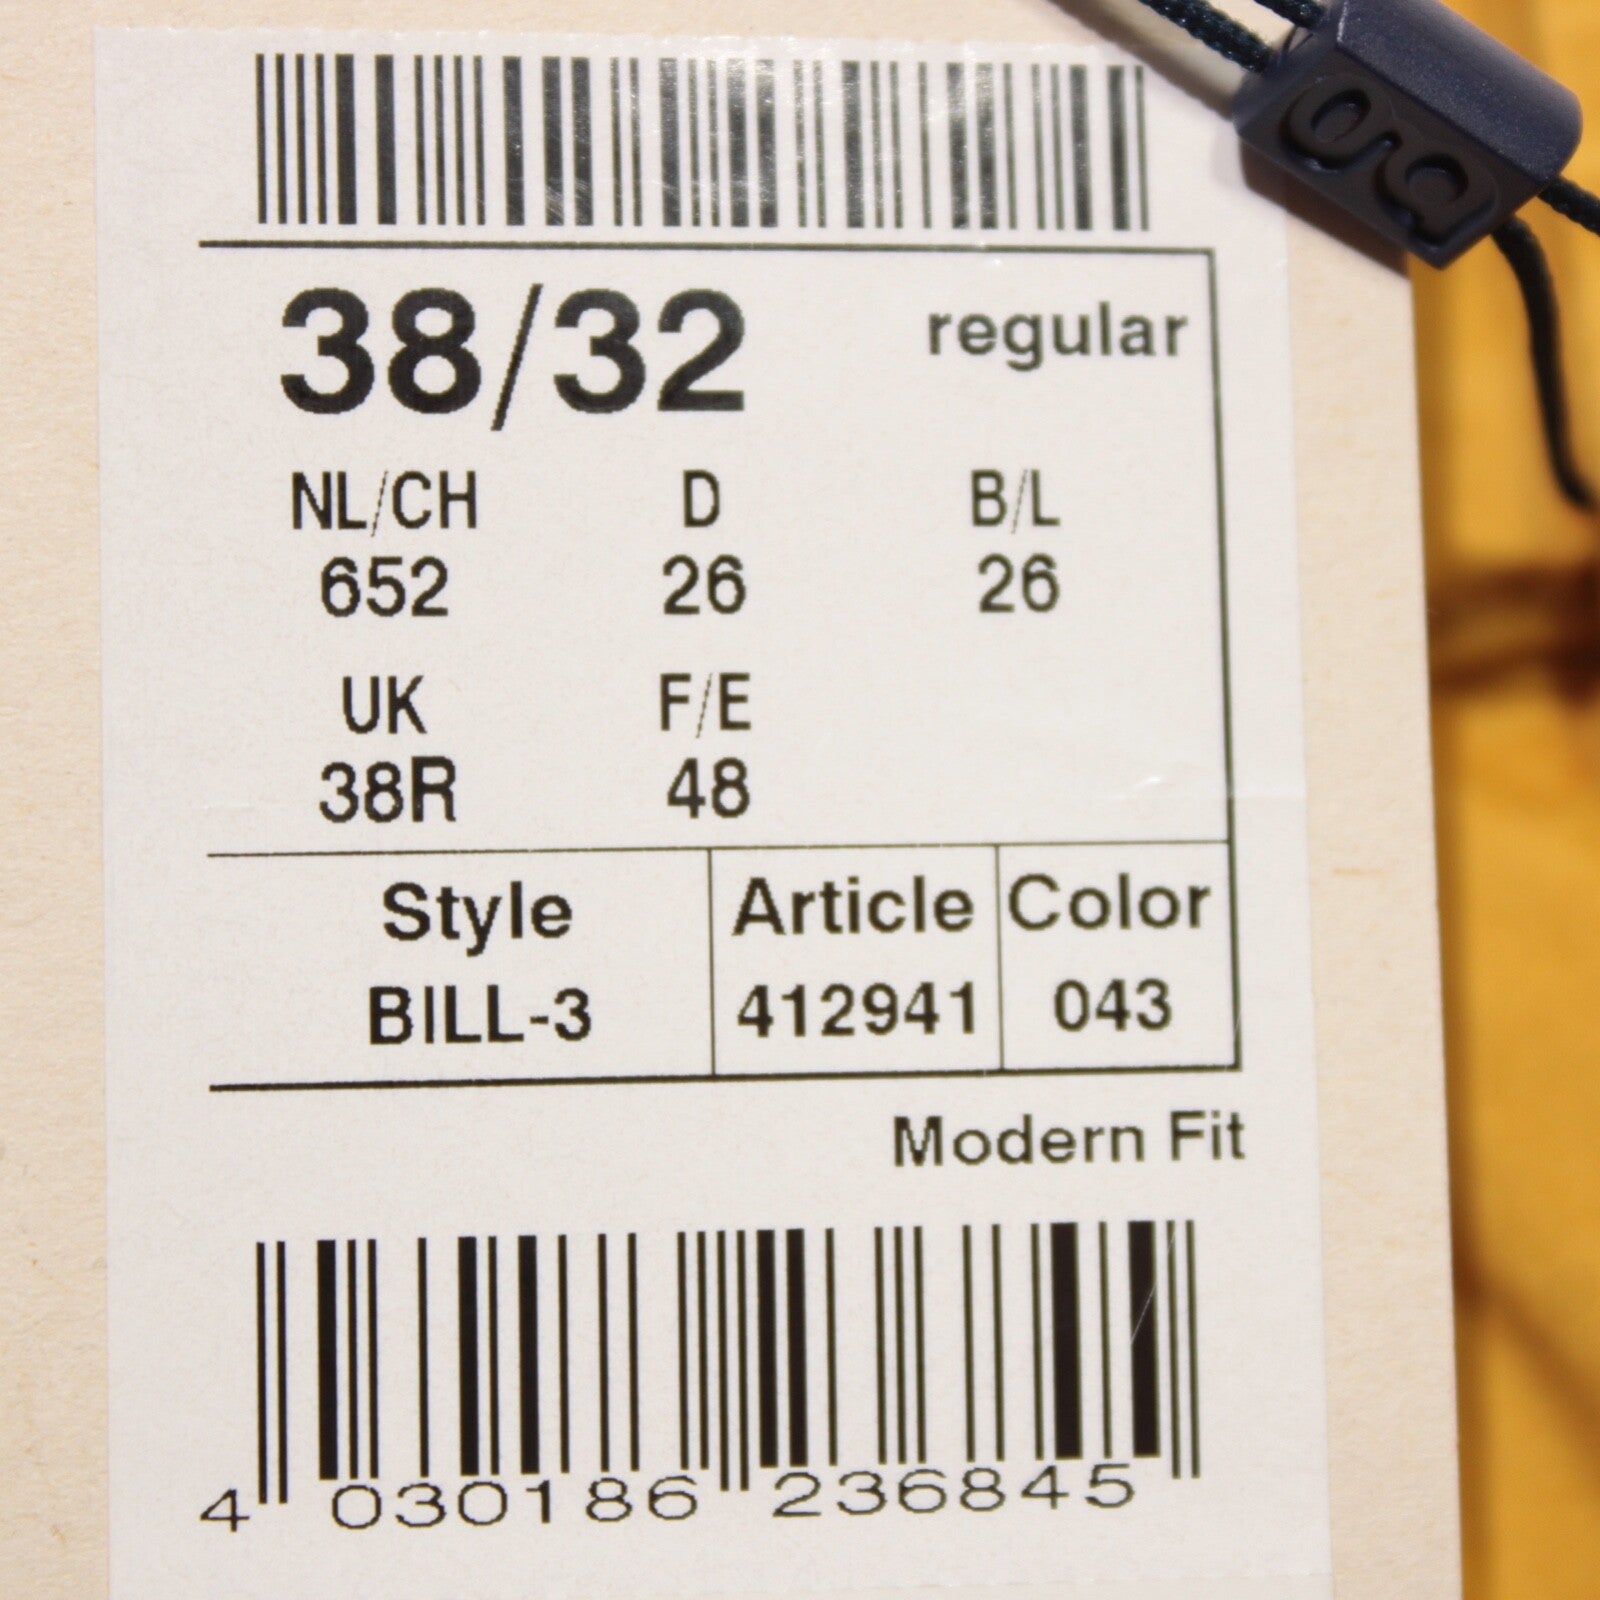 38/32 regular
NL/CH D B/L
652 26 26
UK F/E
38R 48
Style Article Color
BILL-3 412941 043
Modern Fit
4 030186 236845